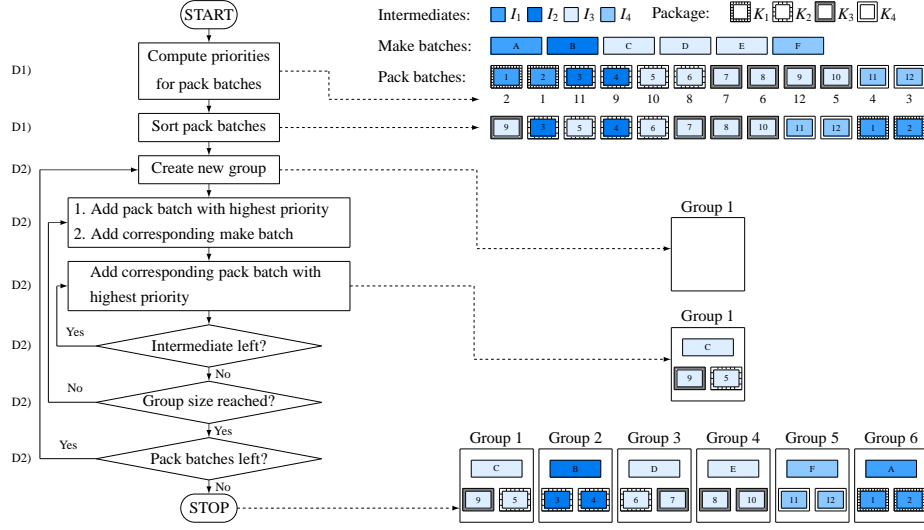 START
Intermediates: I1 I2 I3 I4 Package: K1 K2 K3 K4
Make batches: A B C D E F
D1) Compute priorities
for pack batches
Pack batches: 1 2 3 4 5 6 7 8 9 10 11 12
2 1 11 9 10 8 7 6 12 5 4 3
D1) Sort pack batches
9 3 5 4 6 7 8 10 11 12 1 2
D2) Create new group
D2) 1. Add pack batch with highest priority
2. Add corresponding make batch
Group 1
D2) Add corresponding pack batch with
highest priority
Group 1
C
9 5
Yes
D2) Intermediate left?
No
No
D2) Group size reached?
Yes
Yes
D2) Pack batches left?
No
STOP
Group 1 Group 2 Group 3 Group 4 Group 5 Group 6
C B D E F A
9 5 3 4 6 7 8 10 11 12 1 2